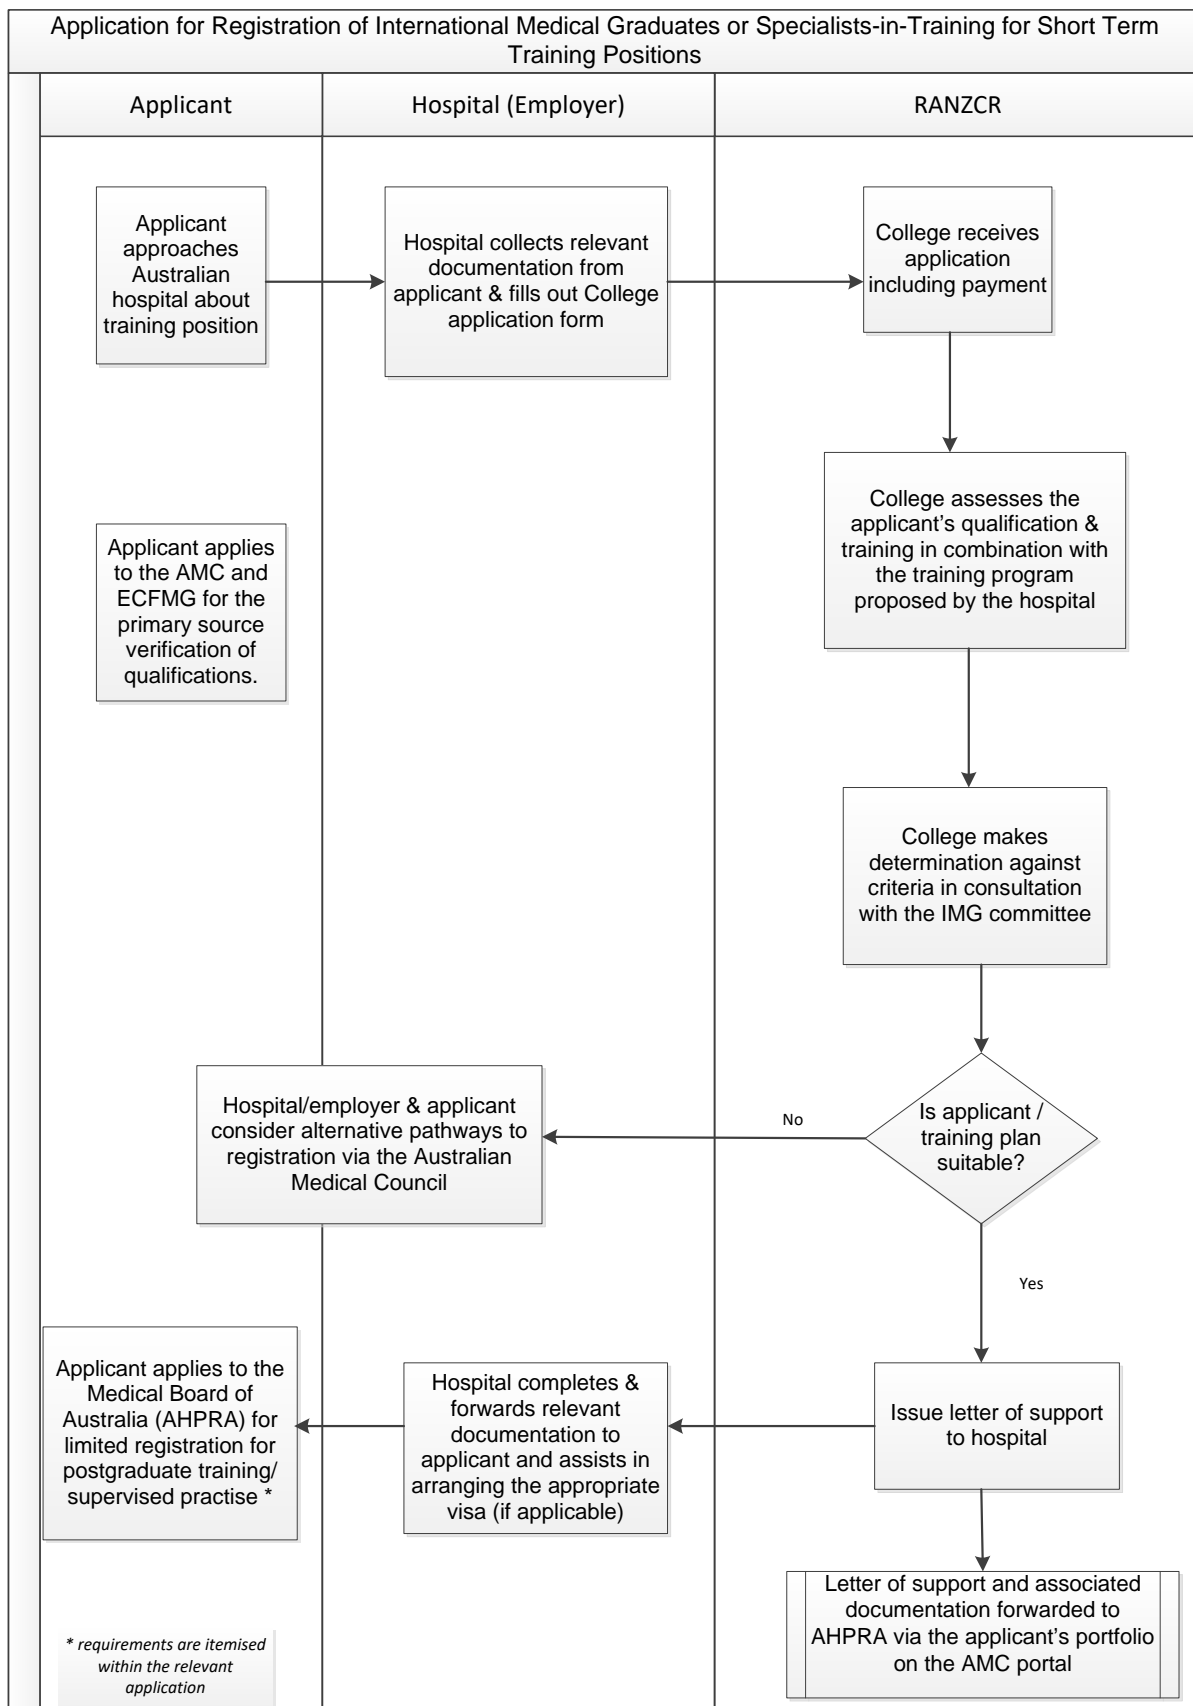 Application for Registration of International Medical Graduates or Specialists-in-Training for Short Term
Training Positions
Applicant
Hospital (Employer)
RANZCR
Applicant
approaches
Australian
hospital about
training position
Hospital collects relevant
documentation from
applicant & fills out College
application form
College receives
application
including payment
College assesses the
applicant’s qualification &
training in combination with
the training program
proposed by the hospital
Applicant applies
to the AMC and
ECFMG for the
primary source
verification of
qualifications.
College makes
determination against
criteria in consultation
with the IMG committee
Is applicant /
training plan
suitable?
No
Hospital/employer & applicant
consider alternative pathways to
registration via the Australian
Medical Council
Yes
Issue letter of support
to hospital
Hospital completes &
forwards relevant
documentation to
applicant and assists in
arranging the appropriate
visa (if applicable)
Applicant applies to the
Medical Board of
Australia (AHPRA) for
limited registration for
postgraduate training/
supervised practise *
Letter of support and associated
documentation forwarded to
AHPRA via the applicant’s portfolio
on the AMC portal
* requirements are itemised
within the relevant
application